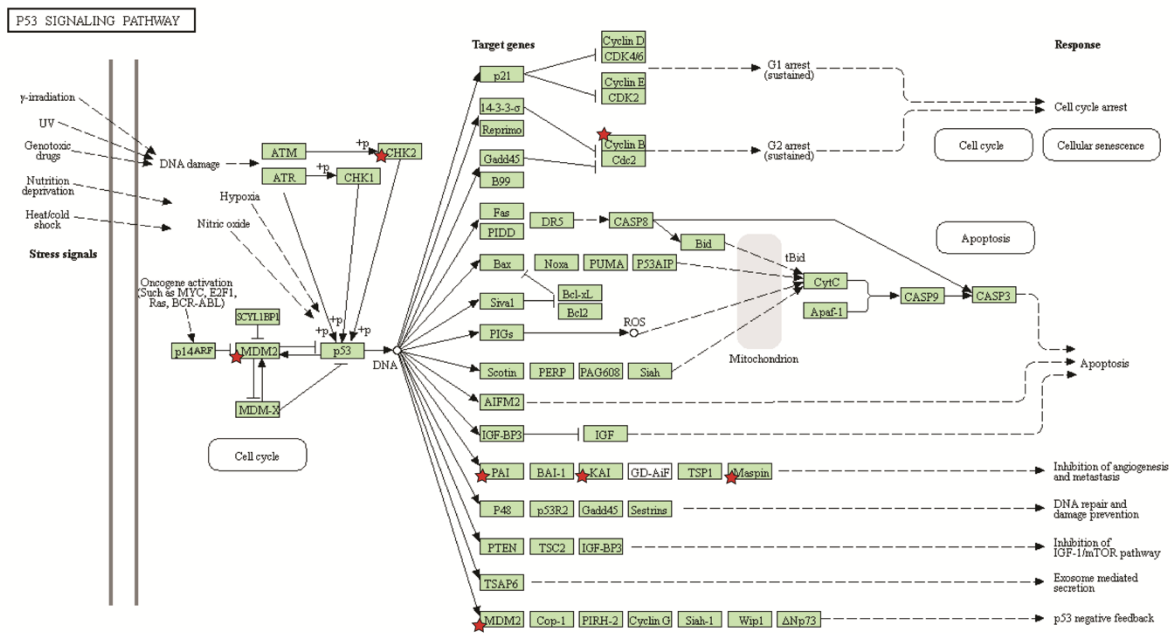 P53 SIGNALING PATHWAY
Target genes
Response
γ-irradiation
UV
Genotoxic
drugs
Nutrition
deprivation
Heat/cold
shock
Stress signals
DNA damage
ATM
+p
CHK2
ATR
+p
CHK1
Hypoxia
Nitric oxide
Oncogene activation
(Such as MYC, E2F1,
Ras, BCR-ABL)
SCYL1BP1
+p
+p
+p
p14ARF
MDM2
p53
DNA
MDM-X
Cell cycle
p21
Cyclin D
CDK4/6
Cyclin E
CDK2
G1 arrest
(sustained)
14-3-3-σ
Reprimo
Gadd45
B99
Cyclin B
Cdc2
G2 arrest
(sustained)
Cell cycle arrest
Cell cycle
Cellular senescence
Fas
PIDD
DR5
CASP8
Bid
tBid
Apoptosis
Bax
Noxa
PUMA
P53AIP
CytC
Bcl-xL
Bcl2
Siva1
Apaf-1
CASP9
CASP3
PIGs
ROS
Mitochondrion
Scotin
PERP
PAG608
Siah
Apoptosis
AIFM2
IGF-BP3
IGF
PAI
BAI-1
KAI
GD-AiF
TSP1
Maspin
Inhibition of angiogenesis
and metastasis
P48
p53R2
Gadd45
Sestrins
DNA repair and
damage prevention
PTEN
TSC2
IGF-BP3
Inhibition of
IGF-1/mTOR pathway
TSAP6
Exosome mediated
secretion
MDM2
Cop-1
PIRH-2
Cyclin G
Siah-1
Wip1
ΔNp73
p53 negative feedback